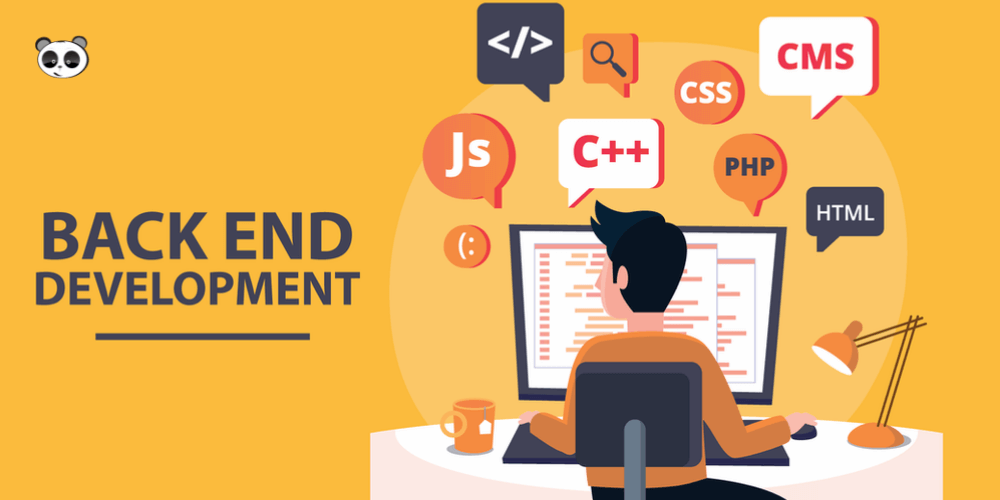 BACK END
DEVELOPMENT
</>
CMS
CSS
Js
C++
PHP
HTML
(: